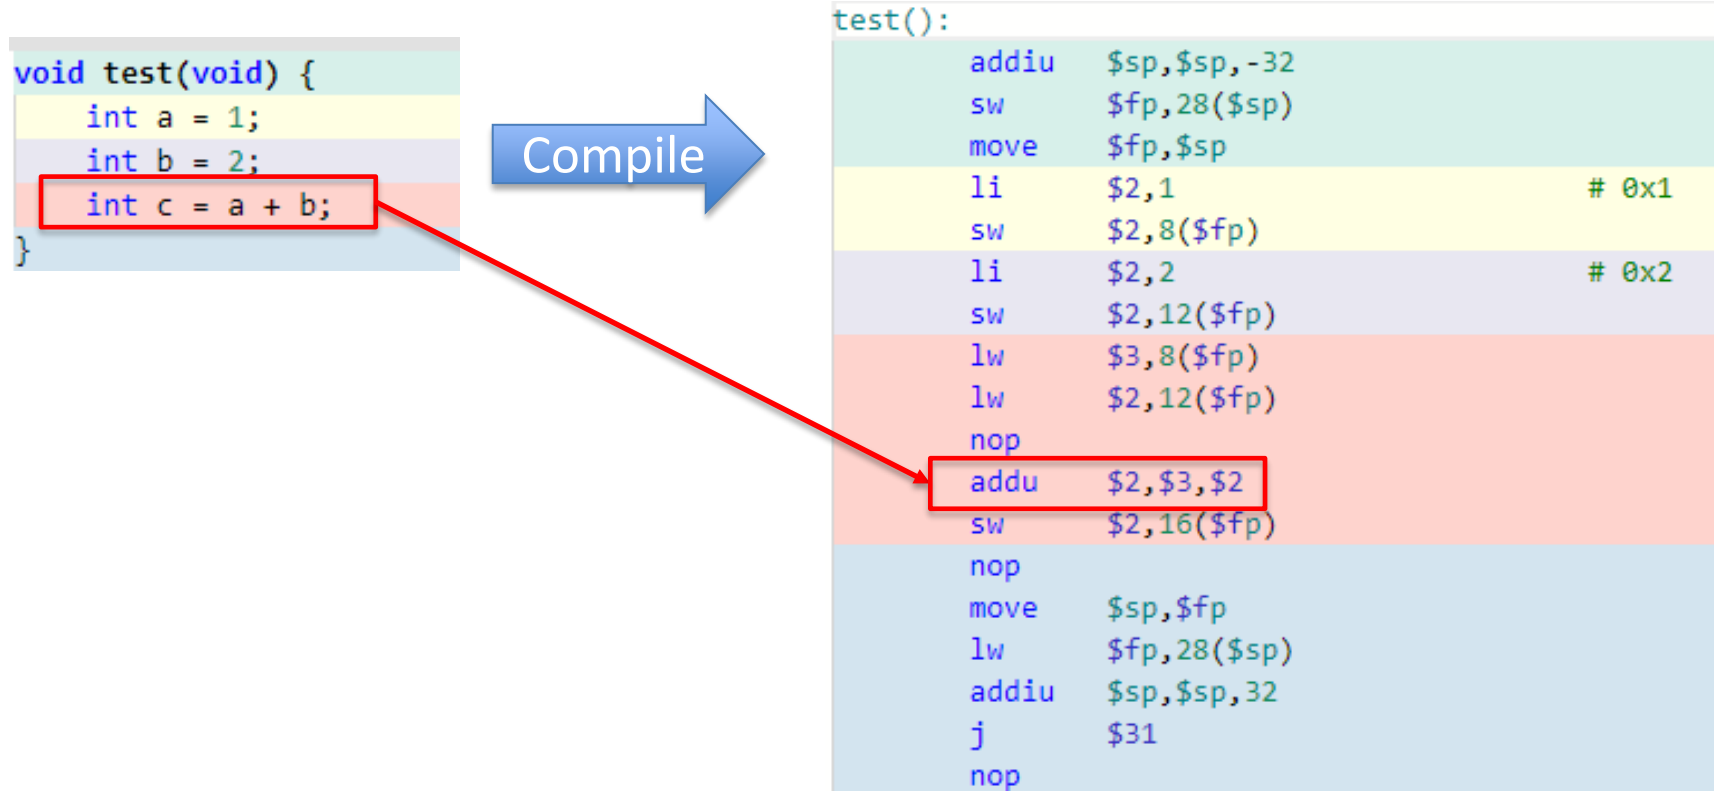 void test(void) {
    int a = 1;
    int b = 2;
    int c = a + b;
}
Compile
test():
addiu $sp,$sp,-32
sw $fp,28($sp)
move $fp,$sp
li $2,1 # 0x1
sw $2,8($fp)
li $2,2 # 0x2
sw $2,12($fp)
lw $3,8($fp)
lw $2,12($fp)
nop
addu $2,$3,$2
sw $2,16($fp)
nop
move $sp,$fp
lw $fp,28($sp)
addiu $sp,$sp,32
j $31
nop